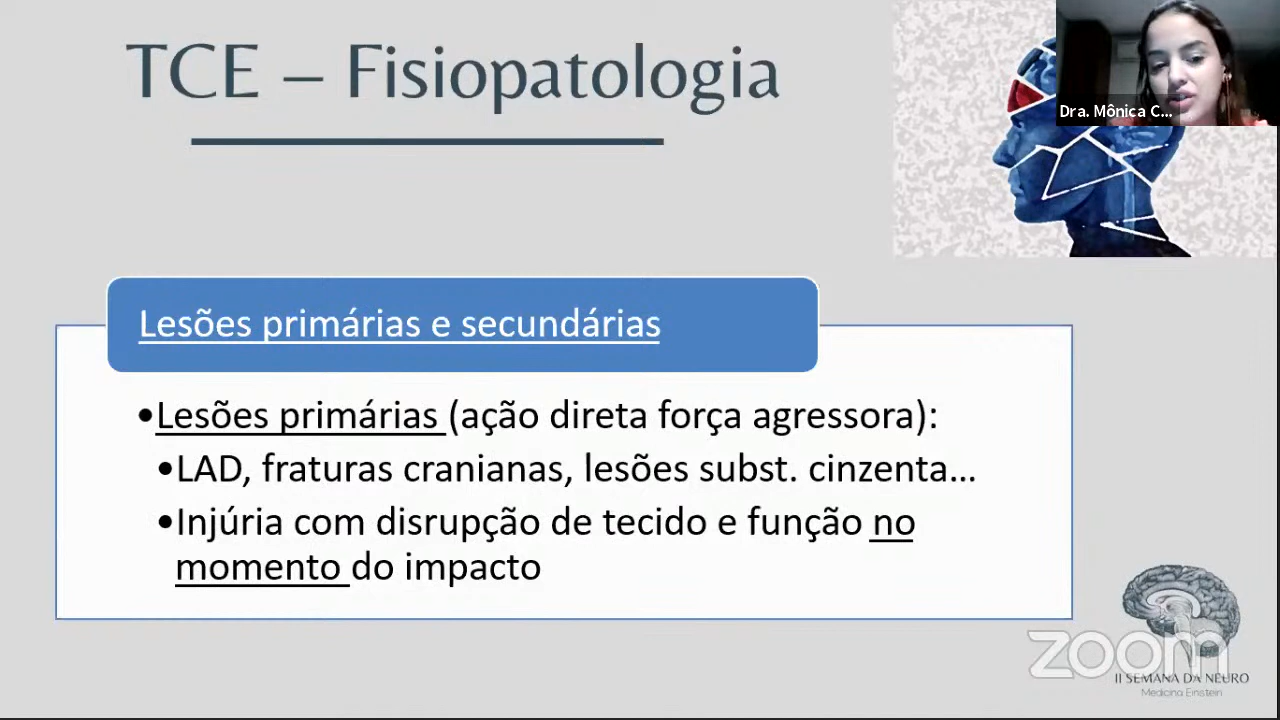 TCE – Fisiopatologia
Dra. Mônica C...
Lesões primárias e secundárias
•Lesões primárias (ação direta força agressora):
•LAD, fraturas cranianas, lesões subst. cinzenta...
•Injúria com disrupção de tecido e função no
momento do impacto
zoom
II SEMANA DA NEURO
Medicina Einstein